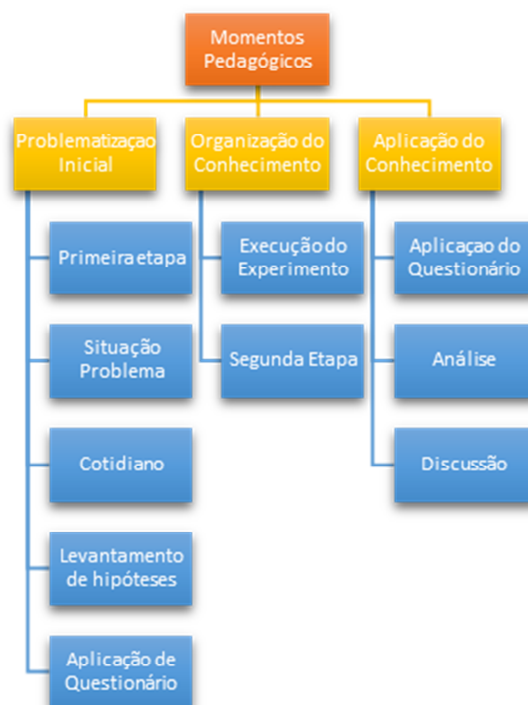 Momentos
Pedagógicos
Problematizaçao
Inicial
Organização do
Conhecimento
Aplicação do
Conhecimento
Primeira etapa
Situação
Problema
Cotidiano
Levantamento
de hipóteses
Aplicação de
Questionário
Execução do
Experimento
Segunda Etapa
Aplicaçao do
Questionário
Análise
Discussão